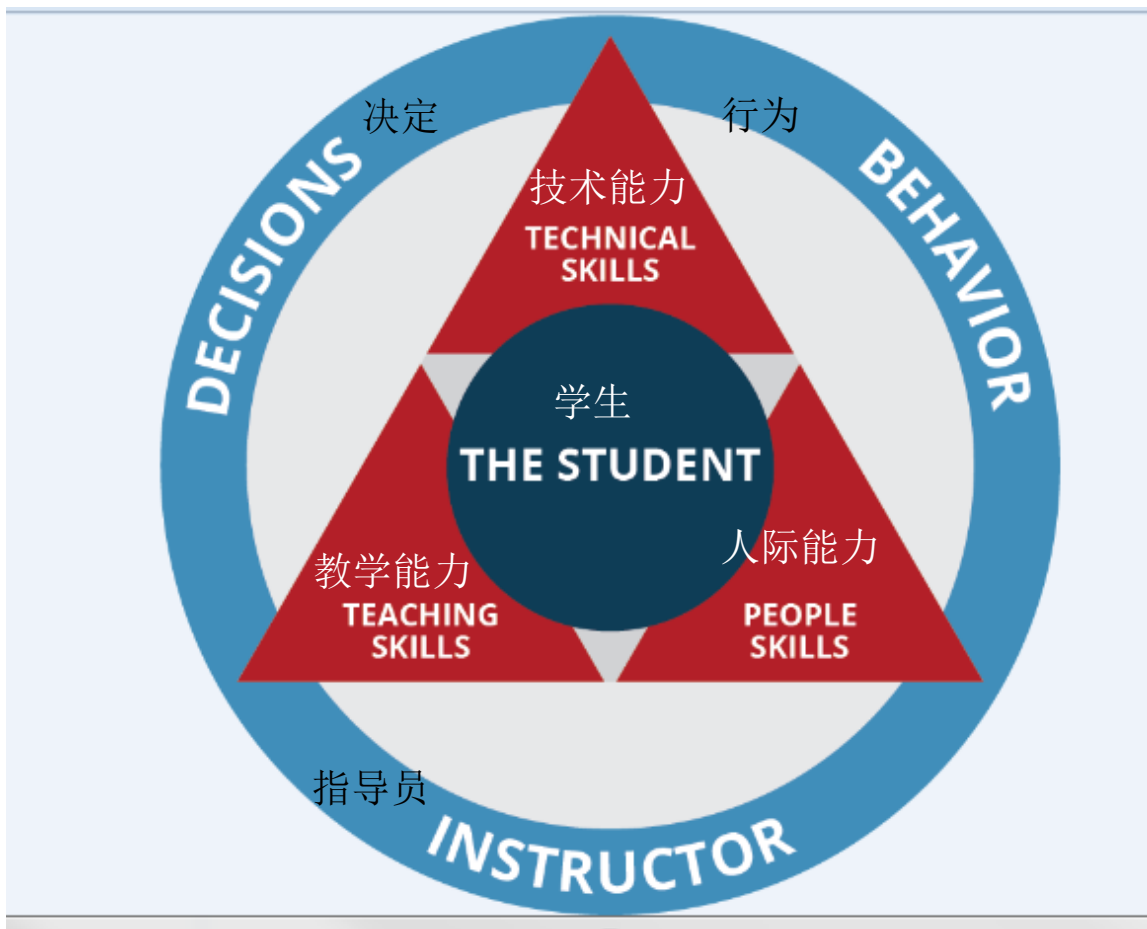 决定
行为
DECISIONS
BEHAVIOR
技术能力
TECHNICAL
SKILLS
学生
THE STUDENT
教学能力
TEACHING
SKILLS
人际能力
PEOPLE
SKILLS
指导员
INSTRUCTOR